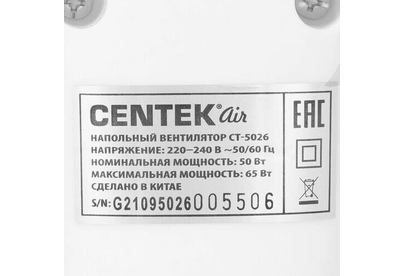 CENTEK® air
EAC
НАПОЛЬНЫЙ ВЕНТИЛЯТОР CT-5026
НАПРЯЖЕНИЕ: 220–240 В ~50/60 Гц
НОМИНАЛЬНАЯ МОЩНОСТЬ: 50 Вт
МАКСИМАЛЬНАЯ МОЩНОСТЬ: 65 Вт
СДЕЛАНО В КИТАЕ
S/N: G21095026005506